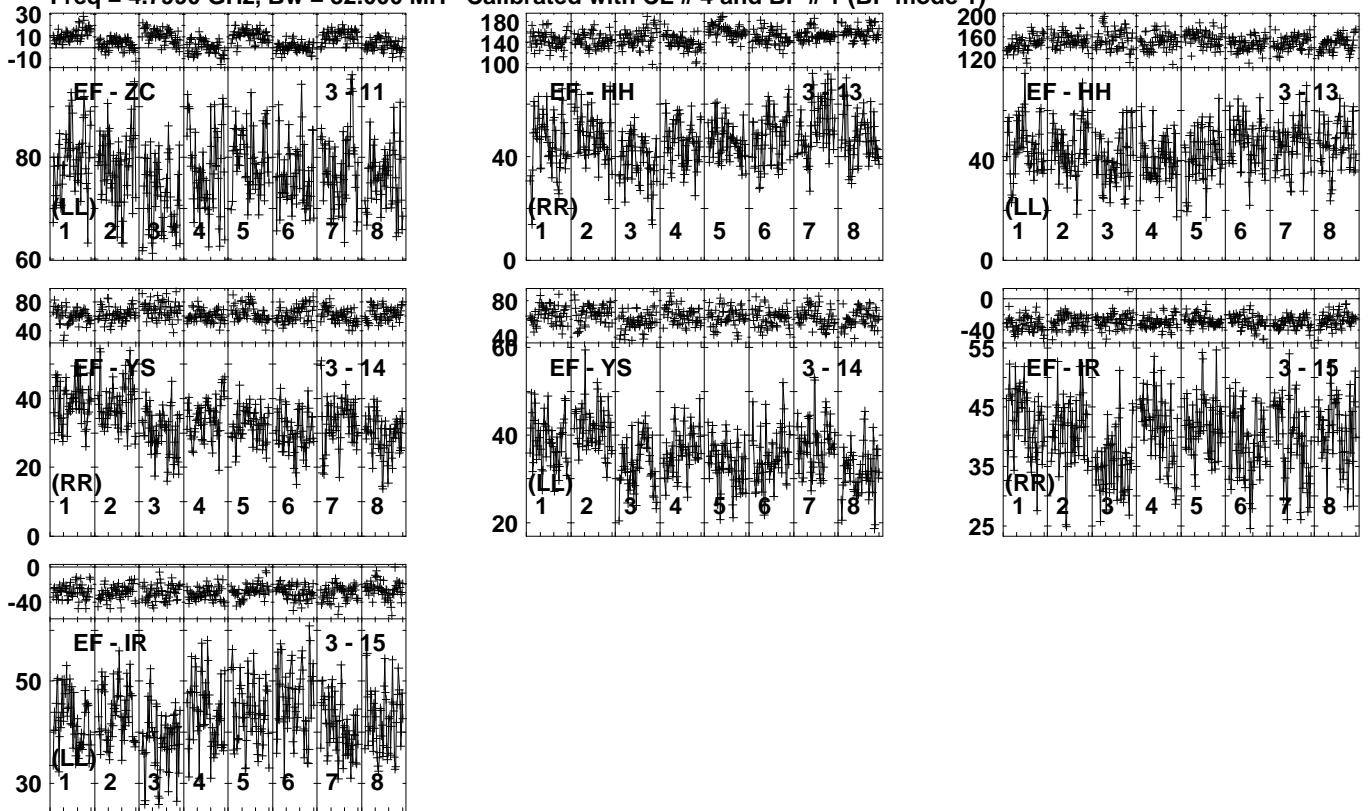 Freq = GHz, Bw = MH Calibrated with CL # 4 and BP # 1 (BP mode 1)
30
10
-10
EF - ZC 3 - 11
80
(LL)
1 2 3 4 5 6 7 8
60
180
140
100
EF - HH 3 - 13
40
(RR)
1 2 3 4 5 6 7 8
0
200
160
120
EF - HH 3 - 13
40
(LL)
1 2 3 4 5 6 7 8
0
80
40
EF - YS 3 - 14
40
20
(RR)
1 2 3 4 5 6 7 8
0
80
40
60
EF - YS 3 - 14
40
(LL)
1 2 3 4 5 6 7 8
20
0
-40
55
EF - IR 3 - 15
45
35
(RR)
1 2 3 4 5 6 7 8
25
0
-40
EF - IR 3 - 15
50
(LL)
1 2 3 4 5 6 7 8
30